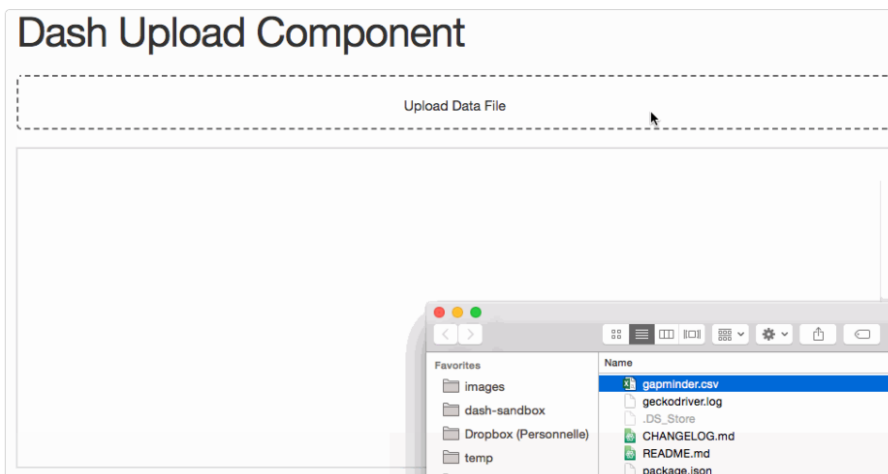 Dash Upload Component
Upload Data File
Favorites
images
dash-sandbox
Dropbox (Personnelle)
temp
Name
gapminder.csv
geckodriver.log
.DS_Store
CHANGELOG.md
README.md
package.json